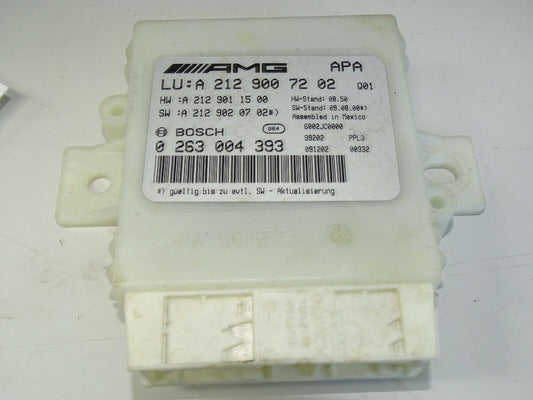 AMG APA
LU:A 212 900 72 02 Q01
HW :A 212 901 15 00 HW-Stand: 08.50
SW :A 212 902 07 02*) SW-Stand: 09.08.00*)
Assembled in Mexico
BOSCH G002JC0000
0 263 004 393 99202 PPL3
091202 00332
*) gueltig bis zu evtl. SW - Aktualisierung